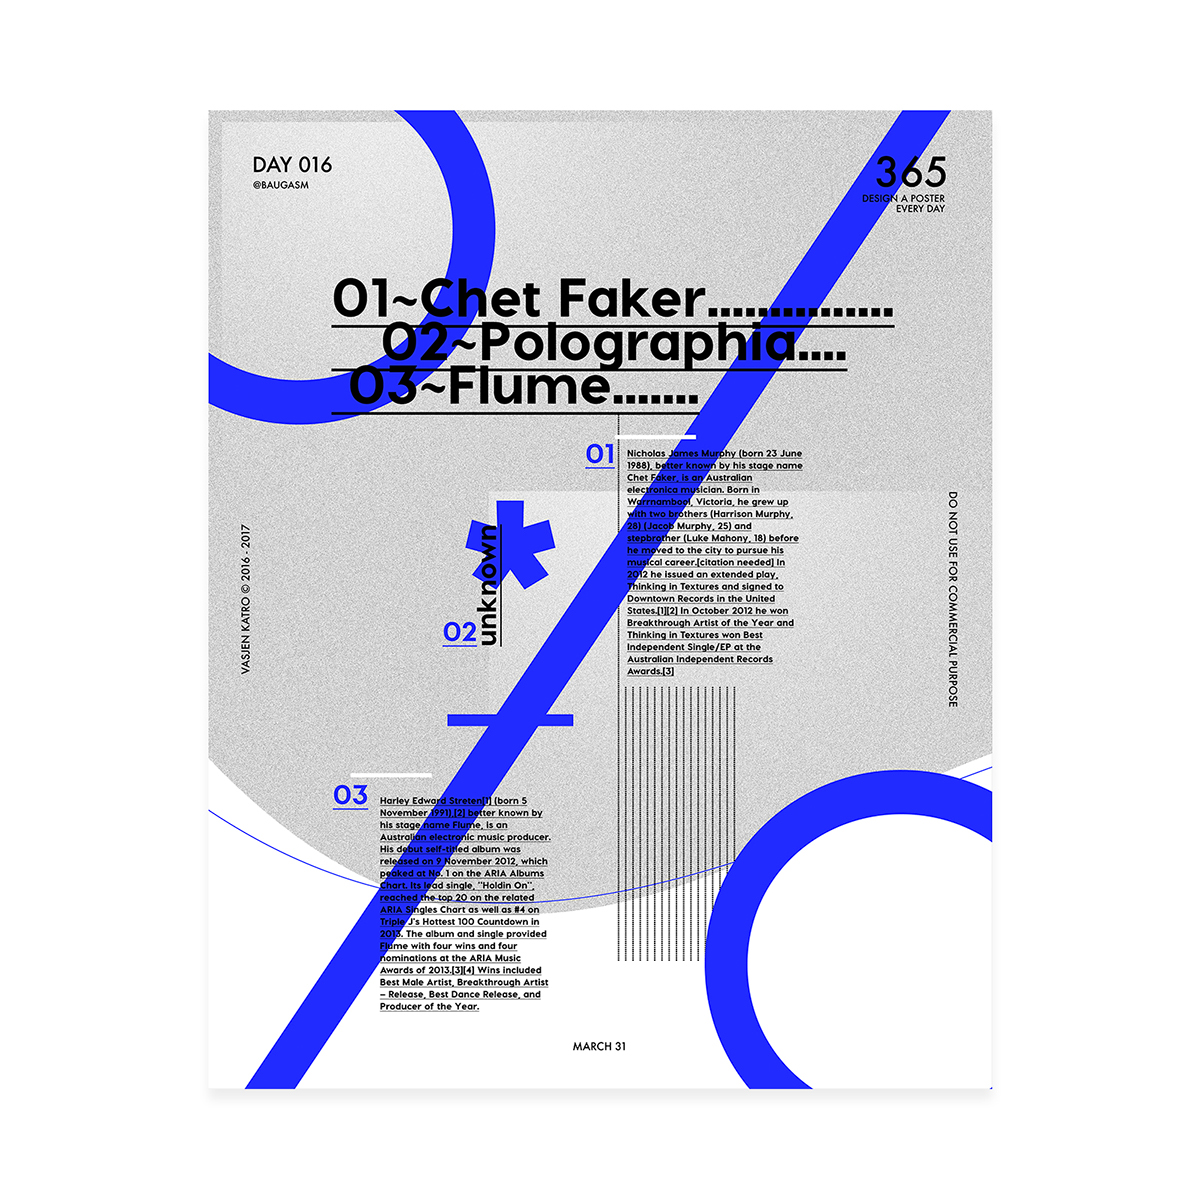 DAY 016
@BAUGASM
365
DESIGN A POSTER
EVERY DAY
01~Chet Faker...............
02~Polographia....
03~Flume.......
01
Nicholas James Murphy (born 23 June
1988), better known by his stage name
Chet Faker, is an Australian
electronica musician. Born in
Warrnambool, Victoria, he grew up
with two brothers (Harrison Murphy,
28) (Jacob Murphy, 25) and
stepbrother (Luke Mahony, 18) before
he moved to the city to pursue his
musical career.[citation needed] In
2012 he issued an extended play,
Thinking in Textures and signed to
Downtown Records in the United
States.[1][2] In October 2012 he won
Breakthrough Artist of the Year and
Thinking in Textures won Best
Independent Single/EP at the
Australian Independent Records
Awards.[3]
02
unknown
VASJEN KATRO © 2016 - 2017
DO NOT USE FOR COMMERCIAL PURPOSE
03
Harley Edward Streten[1] (born 5
November 1991),[2] better known by
his stage name Flume, is an
Australian electronic music producer.
His debut self-titled album was
released on 9 November 2012, which
peaked at No. 1 on the ARIA Albums
Chart. Its lead single, "Holdin On",
reached the top 20 on the related
ARIA Singles Chart as well as #4 on
Triple J's Hottest 100 Countdown in
2013. The album and single provided
Flume with four wins and four
nominations at the ARIA Music
Awards of 2013.[3][4] Wins included
Best Male Artist, Breakthrough Artist
– Release, Best Dance Release, and
Producer of the Year.
MARCH 31